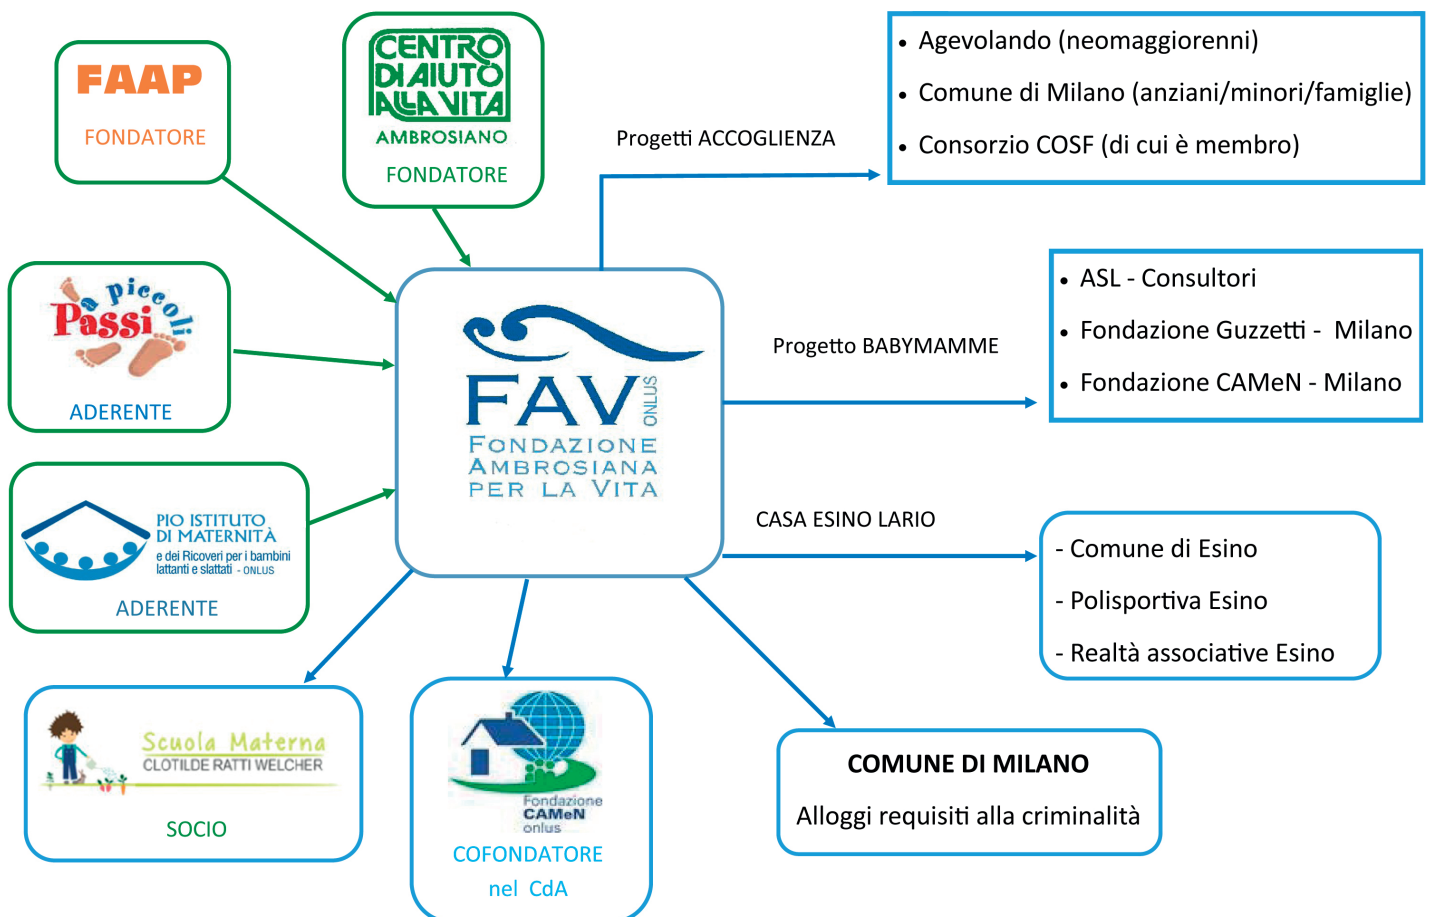 FAAP
FONDATORE
CENTRO
DI AIUTO
ALLA VITA
AMBROSIANO
FONDATORE
Progetti ACCOGLIENZA
• Agevolando (neomaggiorenni)
• Comune di Milano (anziani/minori/famiglie)
• Consorzio COSF (di cui è membro)
a piccoli
Passi
ADERENTE
FAV ONLUS
FONDAZIONE
AMBROSIANA
PER LA VITA
Progetto BABYMAMME
• ASL - Consultori
• Fondazione Guzzetti - Milano
• Fondazione CAMeN - Milano
PIO ISTITUTO
DI MATERNITÀ
e dei Ricoveri per i bambini
lattanti e slattati - ONLUS
ADERENTE
CASA ESINO LARIO
- Comune di Esino
- Polisportiva Esino
- Realtà associative Esino
Scuola Materna
CLOTILDE RATTI WELCHER
SOCIO
Fondazione
CAMeN
onlus
COFONDATORE
nel CdA
COMUNE DI MILANO
Alloggi requisiti alla criminalità